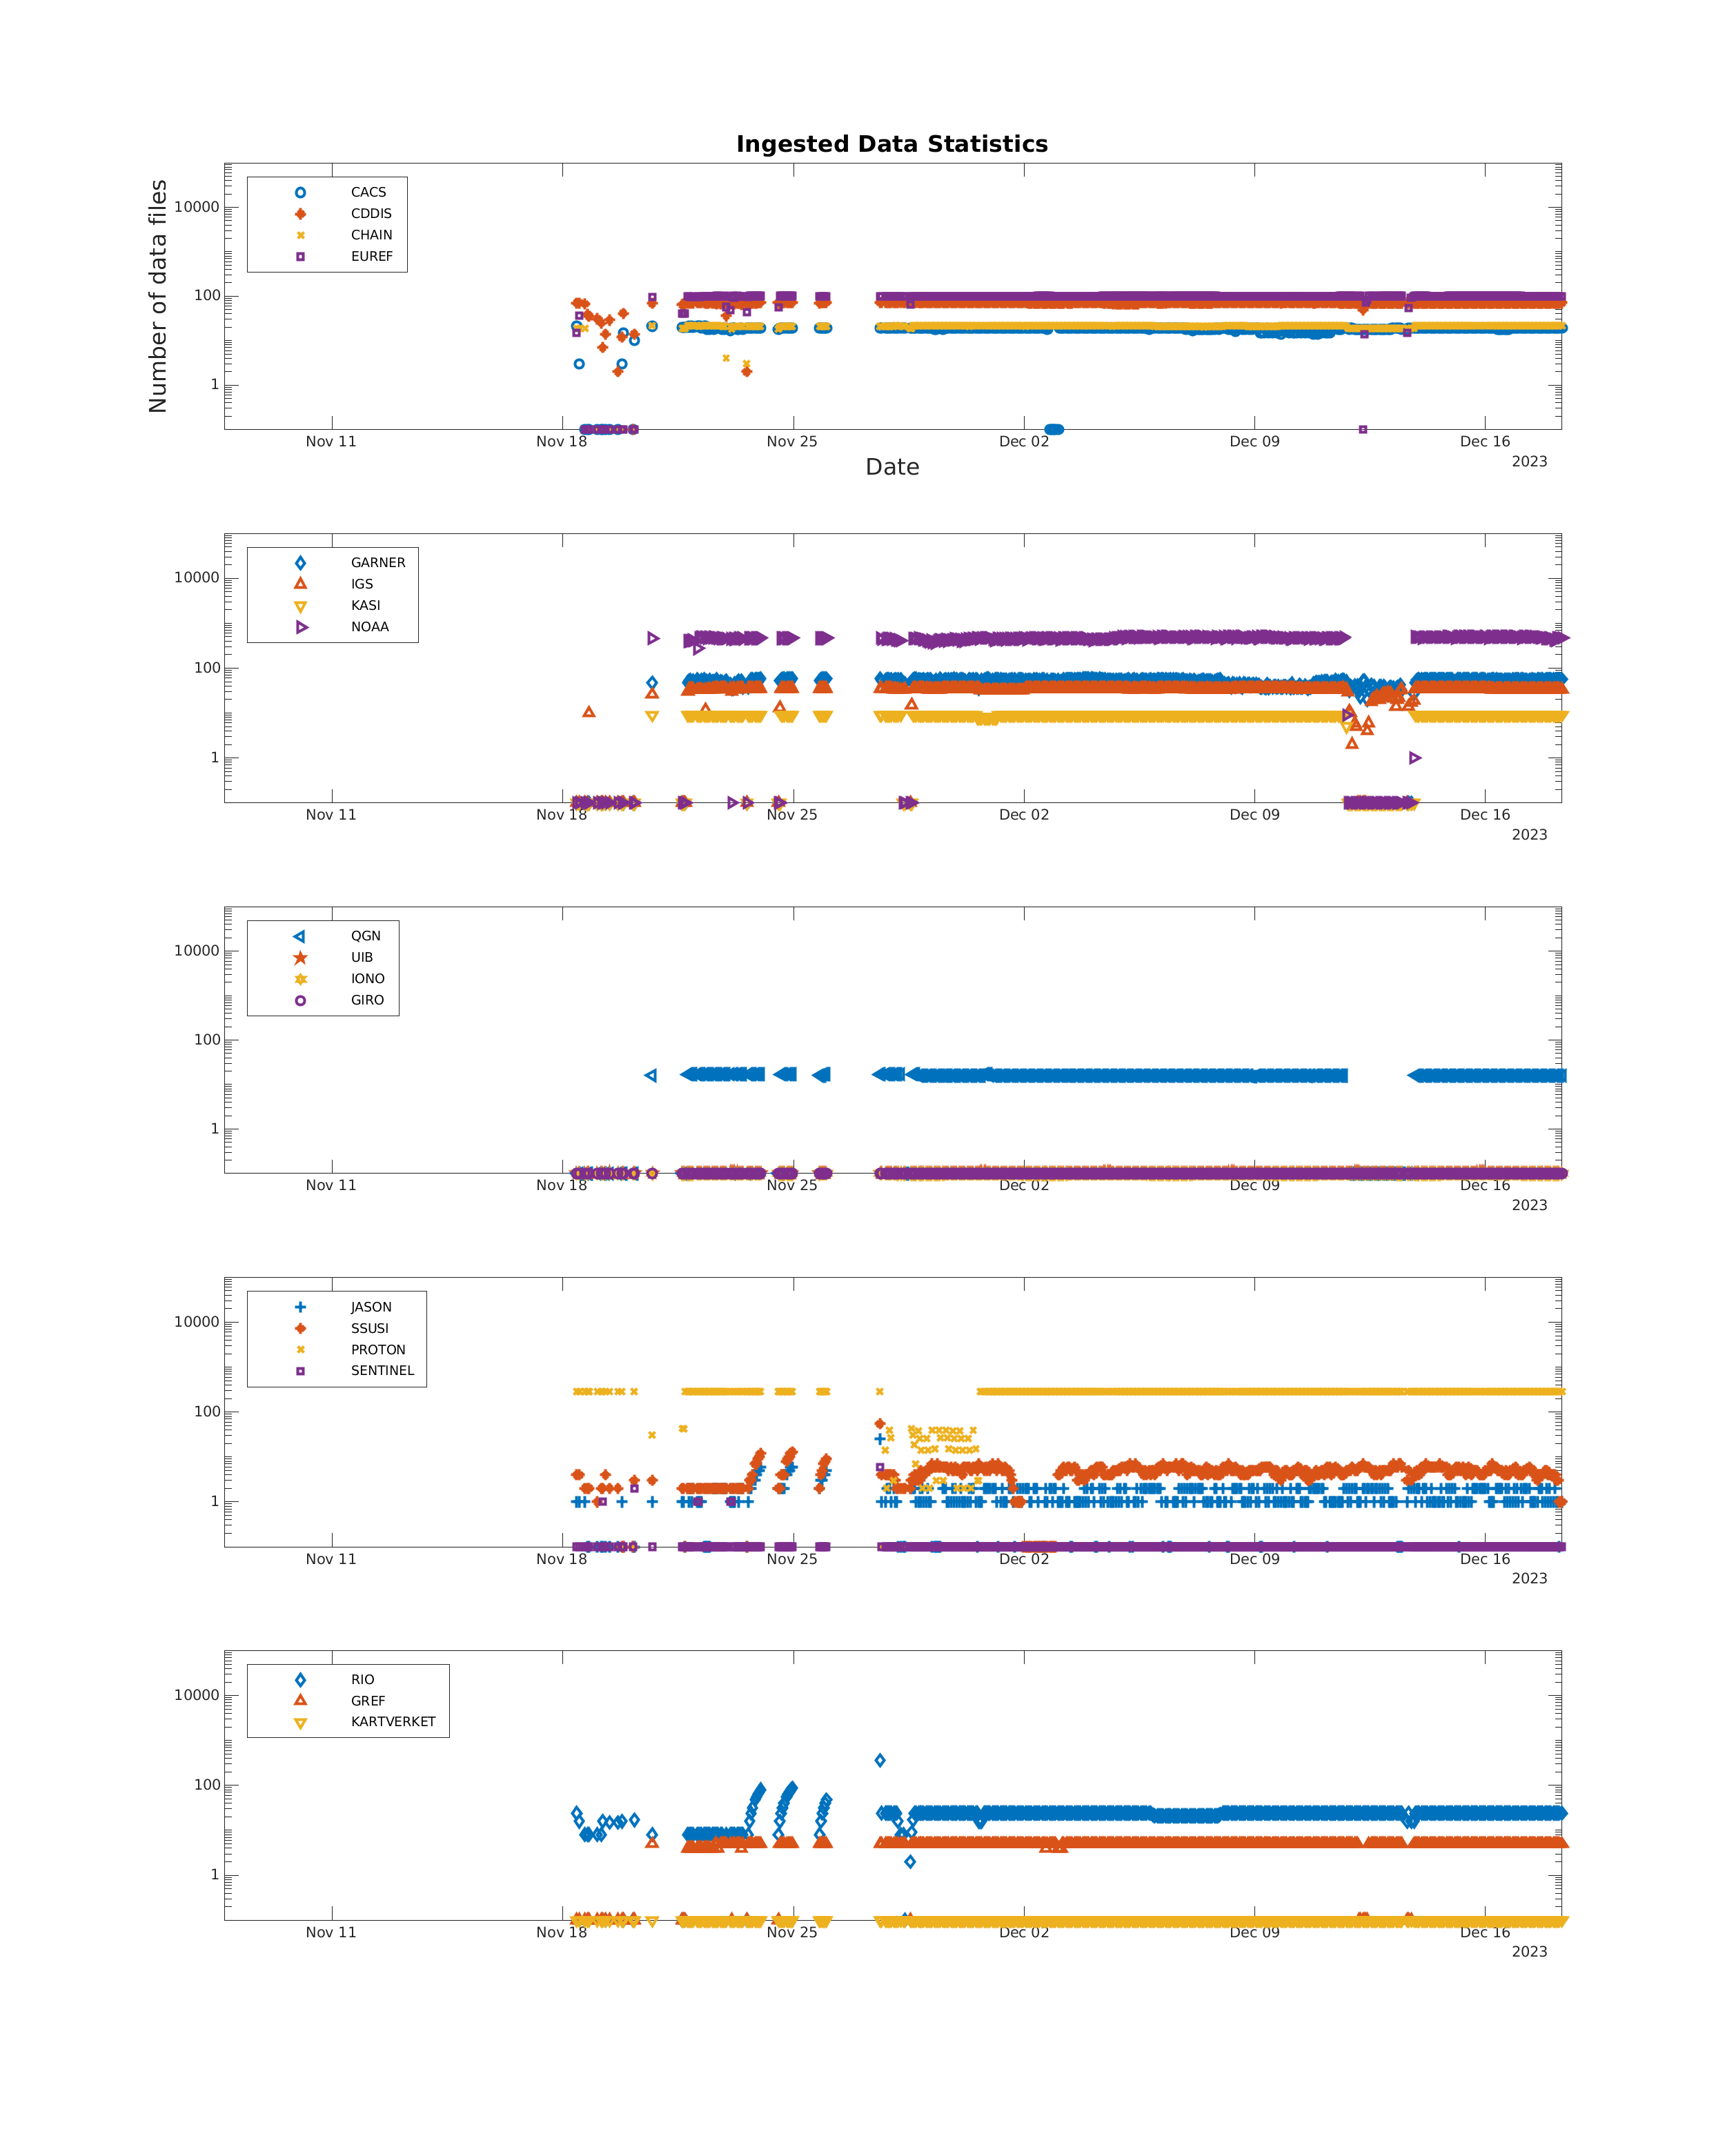 Ingested Data Statistics
Number of data files
10000
100
1
CACS
CDDIS
CHAIN
EUREF
Nov 11 Nov 18 Nov 25 Dec 02 Dec 09 Dec 16
2023
Date
10000
100
1
GARNER
IGS
KASI
NOAA
Nov 11 Nov 18 Nov 25 Dec 02 Dec 09 Dec 16
2023
10000
100
1
QGN
UIB
IONO
GIRO
Nov 11 Nov 18 Nov 25 Dec 02 Dec 09 Dec 16
2023
10000
100
1
JASON
SSUSI
PROTON
SENTINEL
Nov 11 Nov 18 Nov 25 Dec 02 Dec 09 Dec 16
2023
10000
100
1
RIO
GREF
KARTVERKET
Nov 11 Nov 18 Nov 25 Dec 02 Dec 09 Dec 16
2023